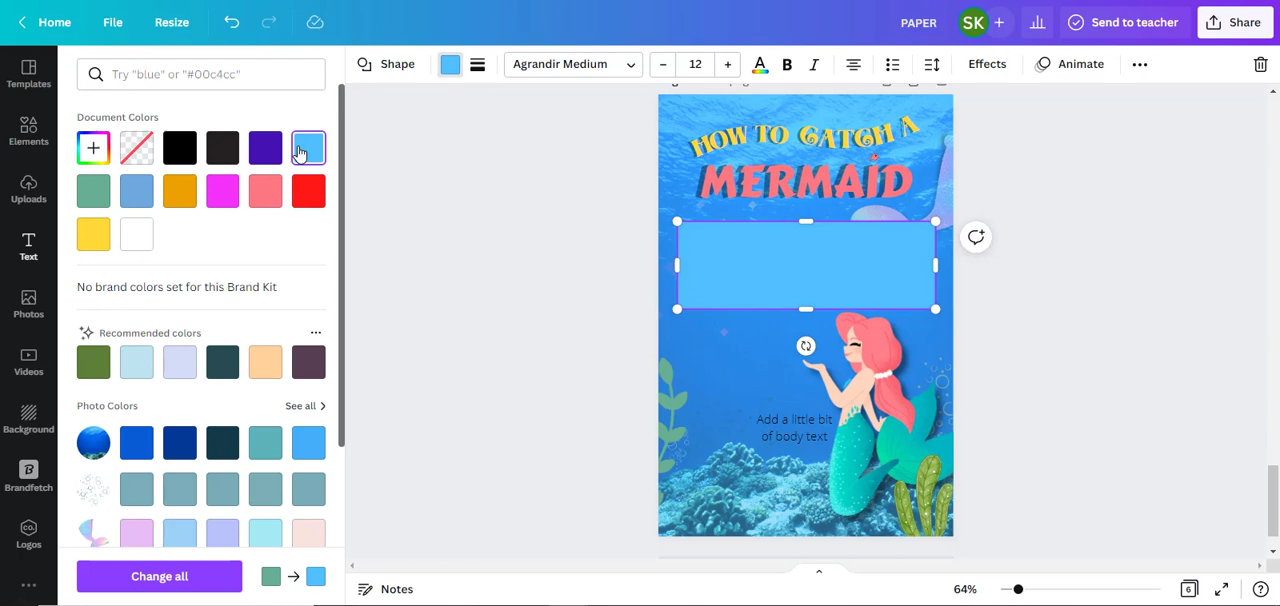 Home File Resize PAPER SK + Send to teacher Share
Templates
Elements
Uploads
Text
Photos
Videos
Background
Brandfetch
CO.
Logos
Try "blue" or "#00c4cc"
Document Colors
No brand colors set for this Brand Kit
Recommended colors
Photo Colors See all
Change all
Shape Agrandir Medium – 12 + A B I Effects Animate
HOW TO CATCH A
MERMAID
Add a little bit
of body text
Notes 64% 6 ?